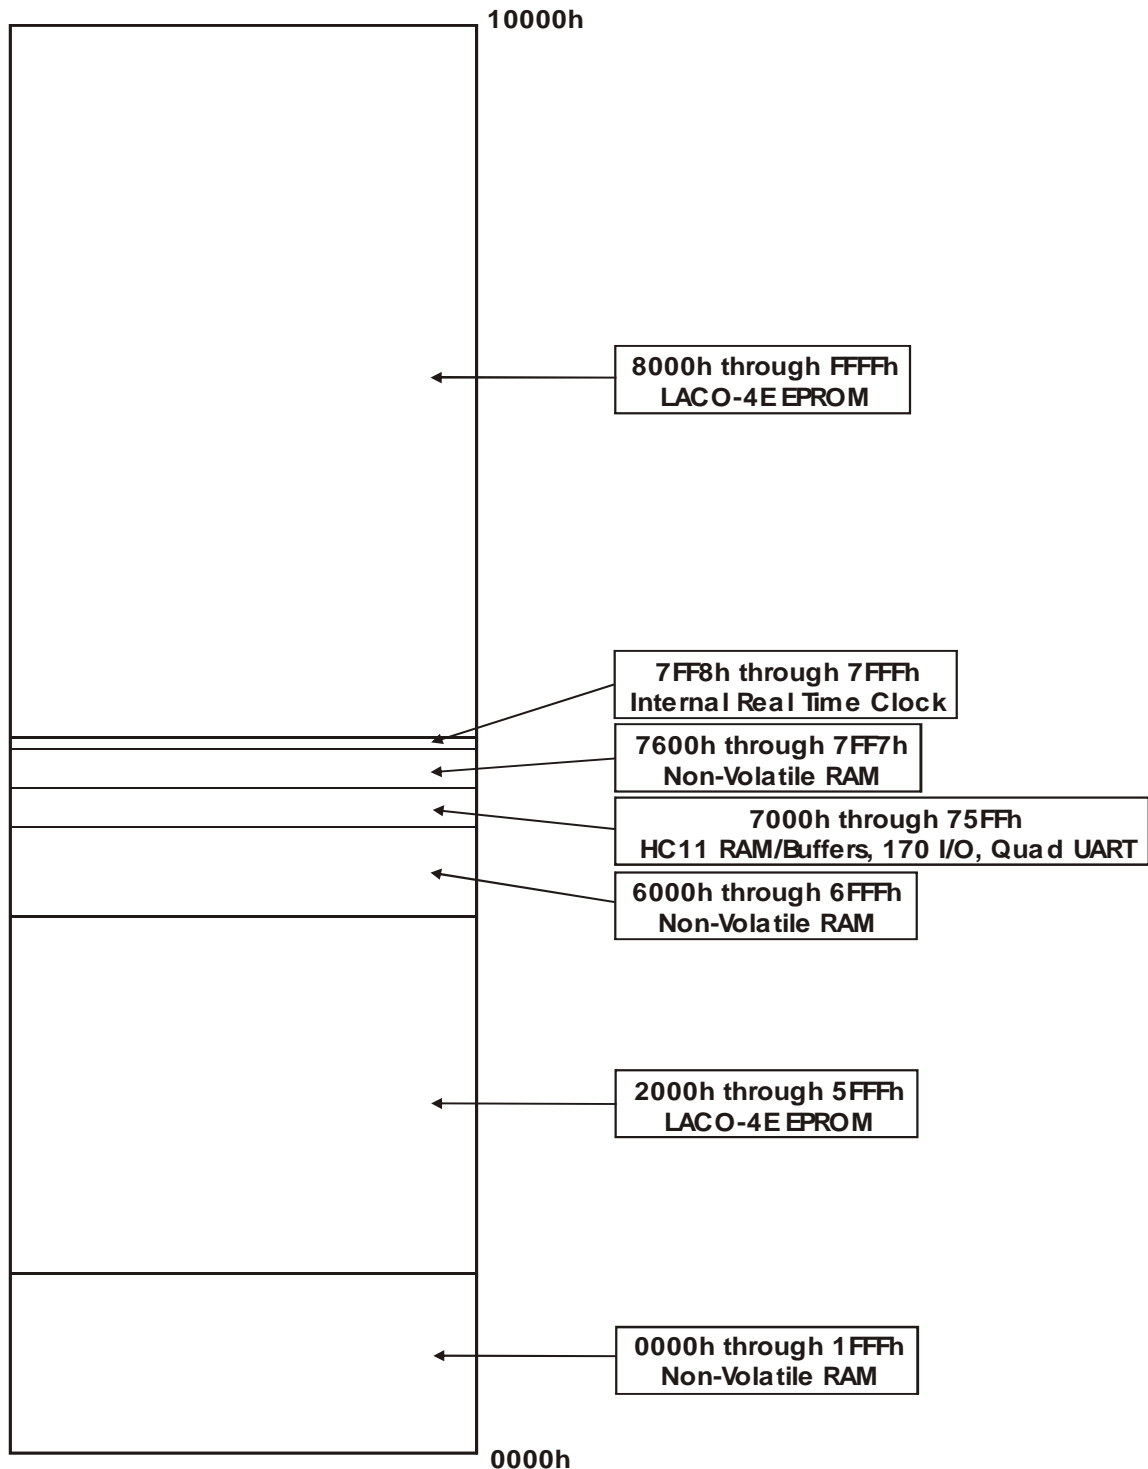 10000h
8000h through FFFFh
LACO-4E EPROM
7FF8h through 7FFFh
Internal Real Time Clock
7600h through 7FF7h
Non-Volatile RAM
7000h through 75FFh
HC11 RAM/Buffers, 170 I/O, Quad UART
6000h through 6FFFh
Non-Volatile RAM
2000h through 5FFFh
LACO-4E EPROM
0000h through 1FFFh
Non-Volatile RAM
0000h